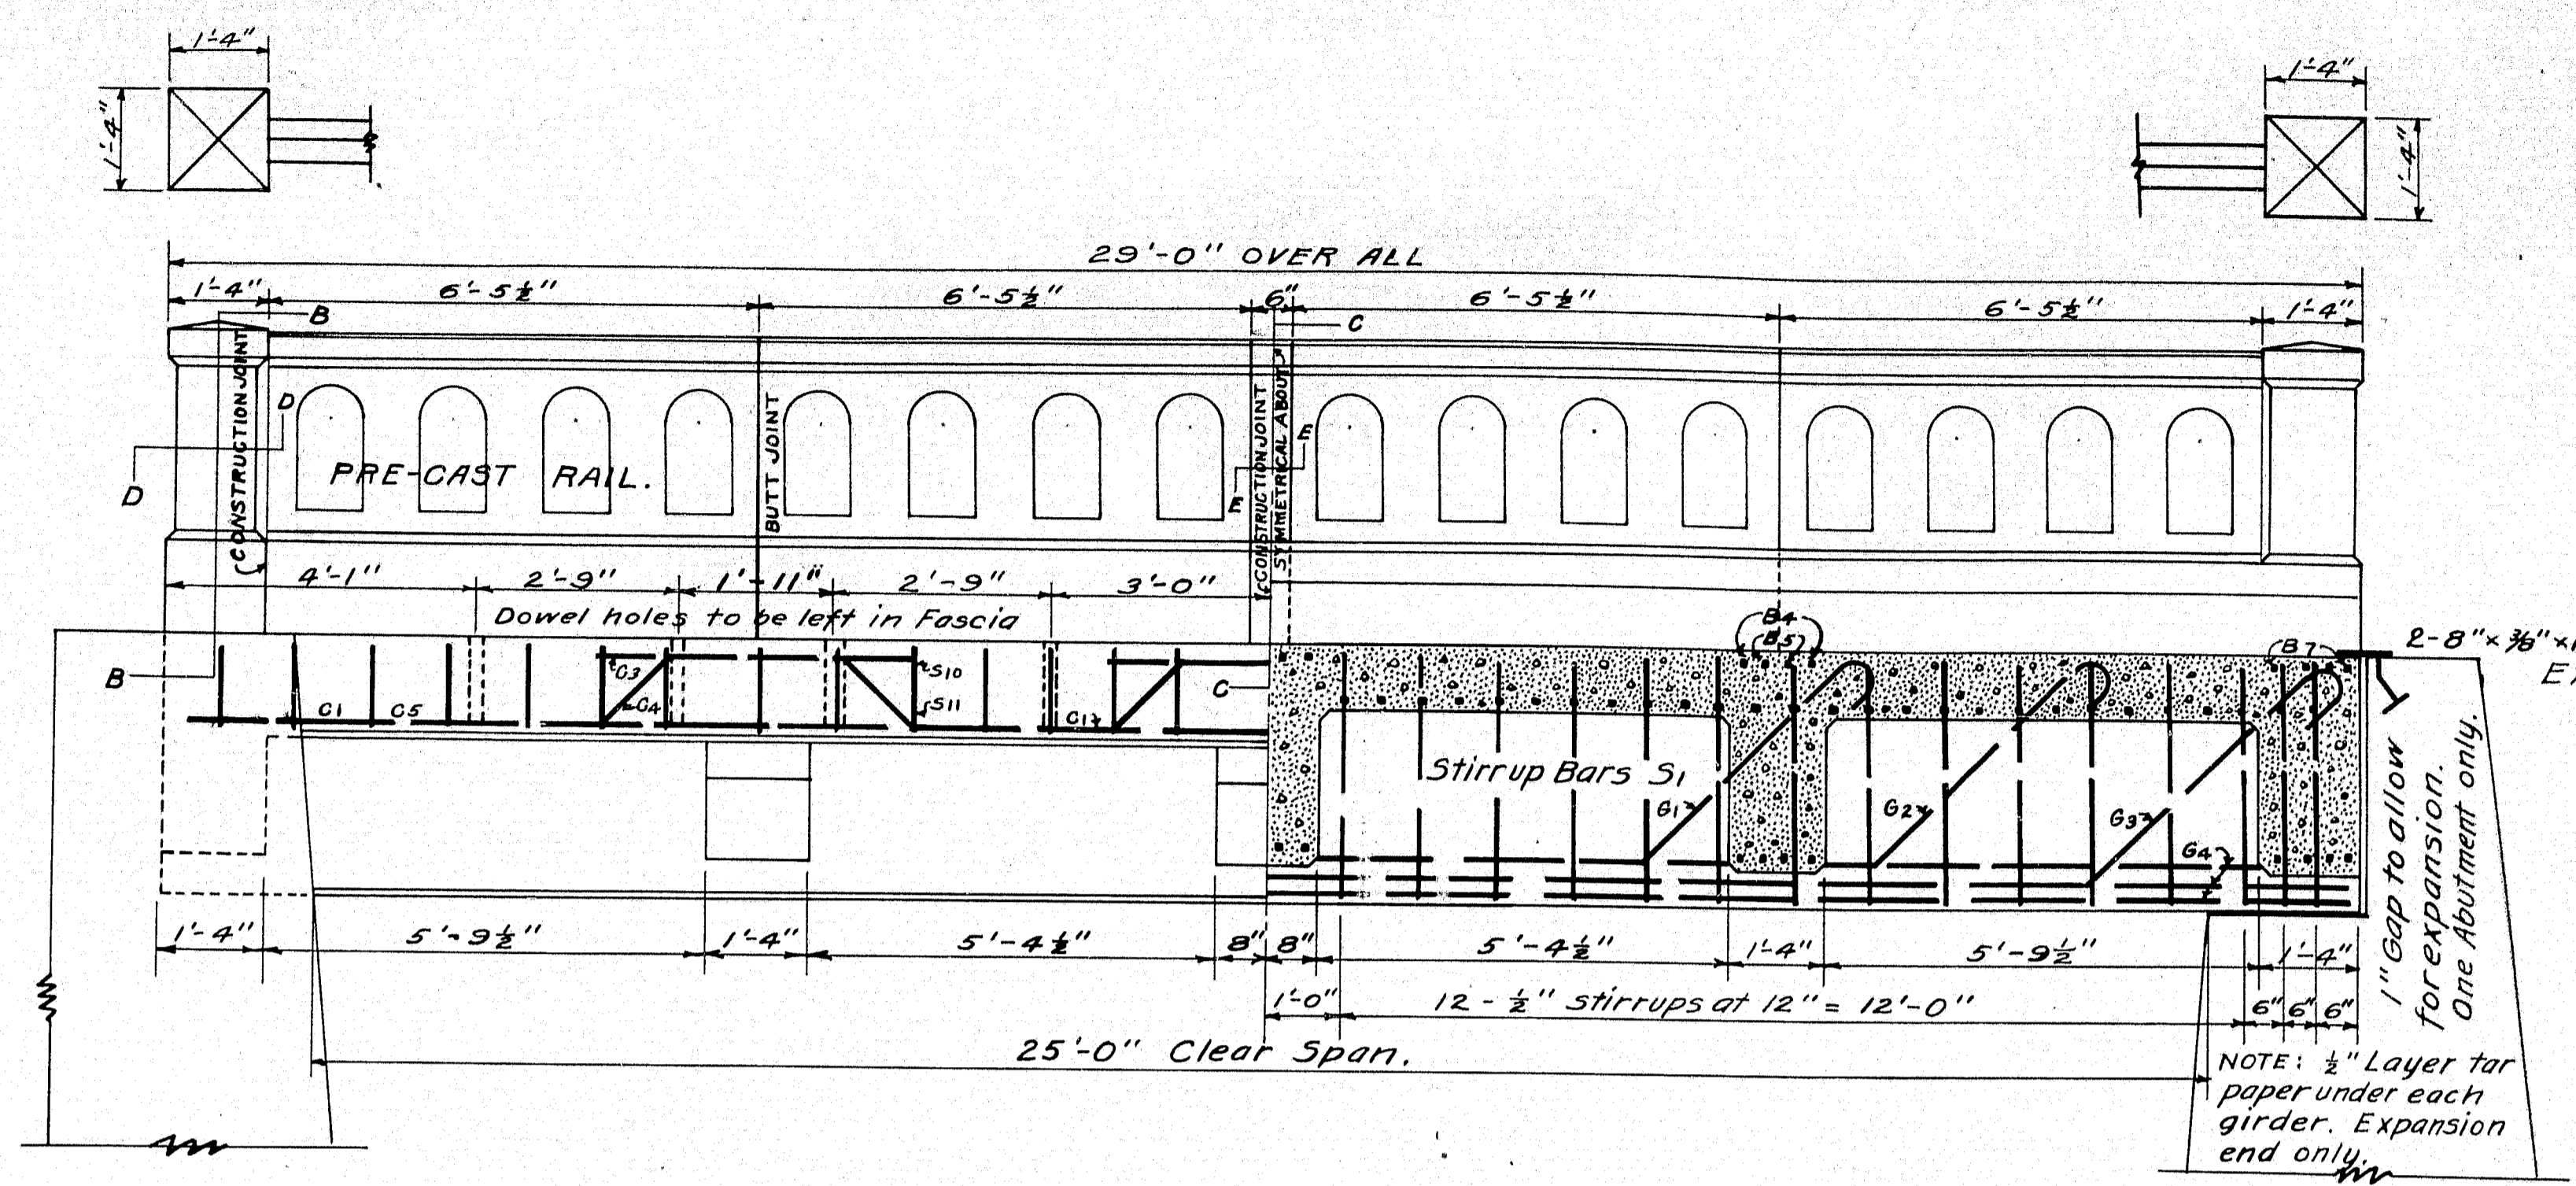 1'-4"
1'-4"
1'-4"
1'-4"
29'-0" OVER ALL
1'-4"
6'-5½"
6'-5½"
6"
6'-5½"
6'-5½"
1'-4"
B
C
CONSTRUCTION JOINT
D
D
PRE-CAST RAIL.
BUTT JOINT
E
E
CONSTRUCTION JOINT
SYMMETRICAL ABOUT
4'-1"
2'-9"
1'-11"
2'-9"
3'-0"
Dowel holes to be left in Fascia
B4
B5
B7
2-8"x⅜"x
B
C1
C5
G3
G4
S10
S11
C1
C
Stirrup Bars S1
G1
G2
G3
G4
1'-4"
5'-9½"
1'-4"
5'-4½"
8"
8"
5'-4½"
1'-4"
5'-9½"
1'-4"
1'-0"
12-½" stirrups at 12" = 12'-0"
6"
6"
6"
25'-0" Clear Span.
1" Gap to allow
for expansion.
One Abutment only.
NOTE: ½" Layer tar
paper under each
girder. Expansion
end only.